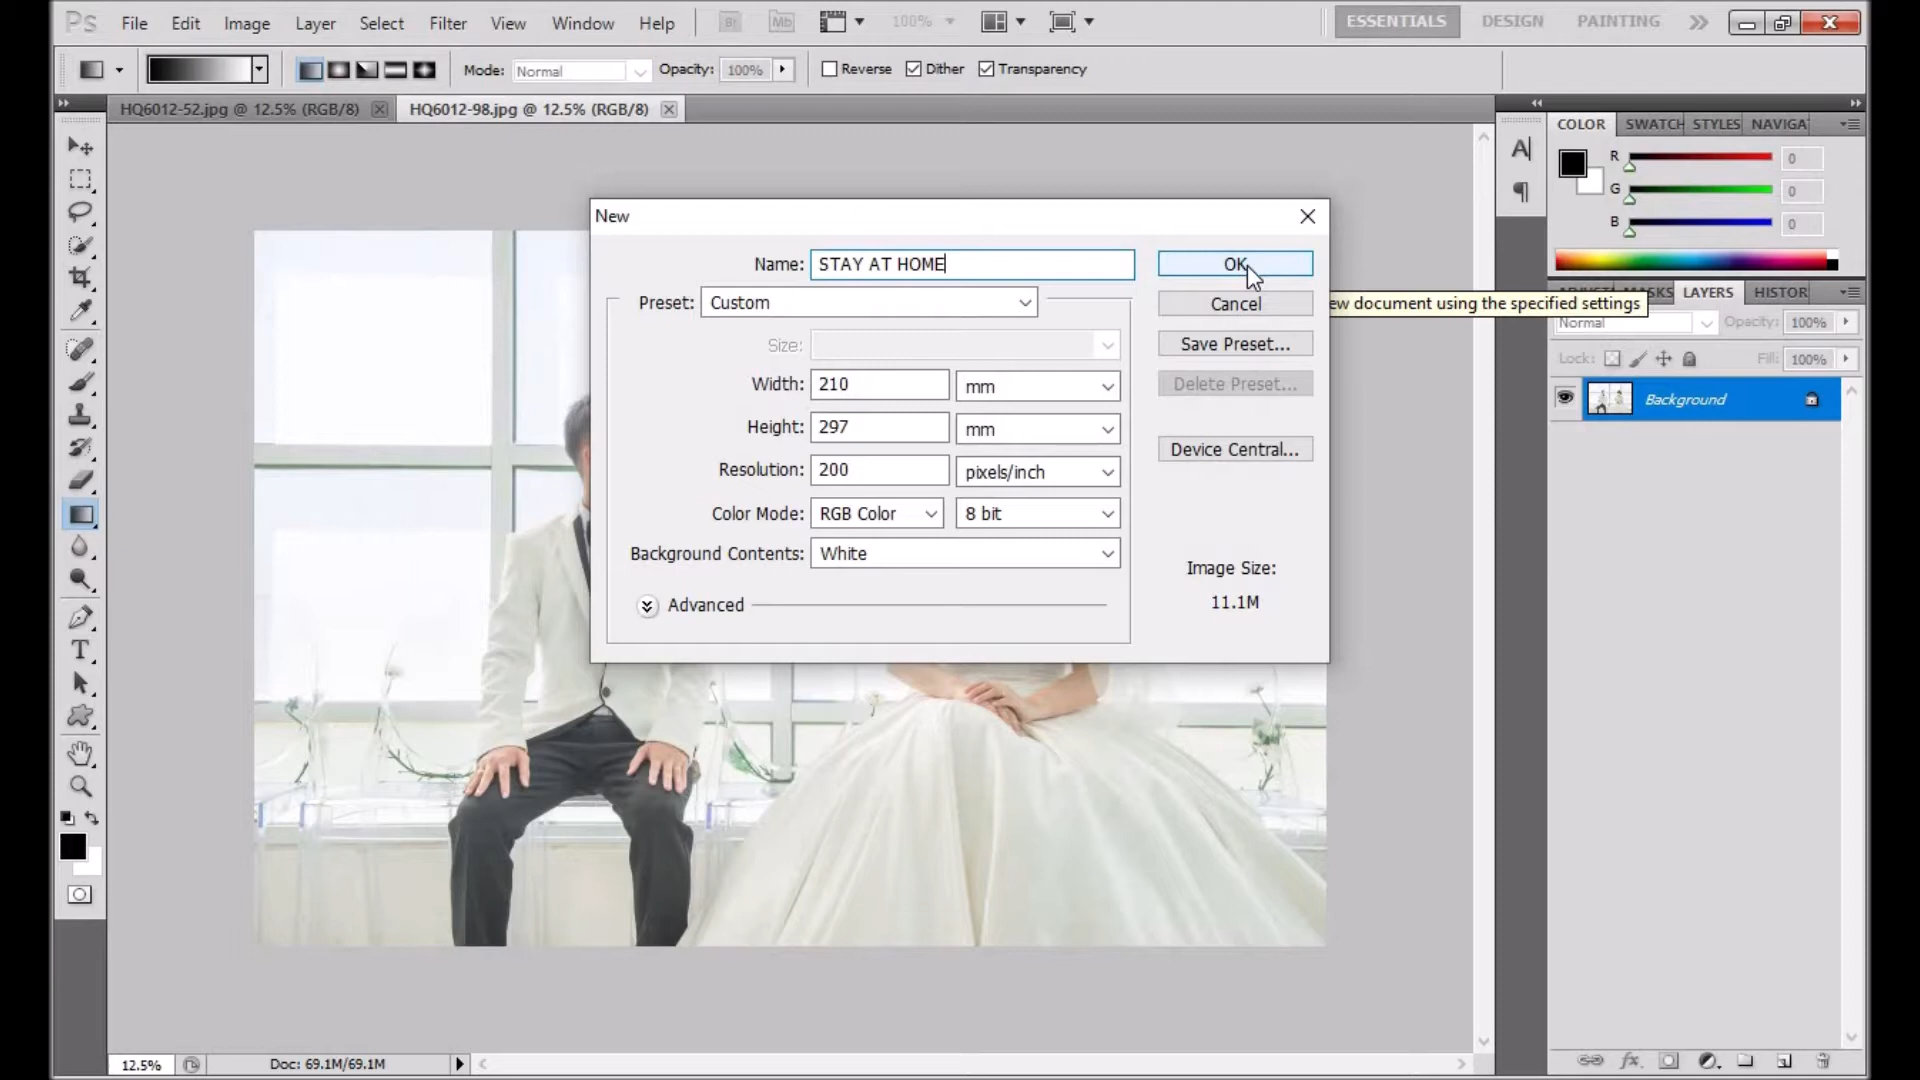 Ps File Edit Image Layer Select Filter View Window Help Br Mb 100% ESSENTIALS DESIGN PAINTING
Mode: Normal Opacity: 100% Reverse Dither Transparency
HQ6012-52.jpg @ 12.5% (RGB/8) HQ6012-98.jpg @ 12.5% (RGB/8)
COLOR SWATCH STYLES NAVIGA
R 0
G 0
B 0
New
Name: STAY AT HOME OK
Preset: Custom Cancel
ew document using the specified settings
MASKS LAYERS HISTOR
Normal Opacity: 100%
Size: Save Preset...
Lock: Fill: 100%
Width: 210 mm Delete Preset...
Background
Height: 297 mm
Device Central...
Resolution: 200 pixels/inch
Color Mode: RGB Color 8 bit
Background Contents: White
Image Size:
11.1M
Advanced
12.5% Doc: 69.1M/69.1M